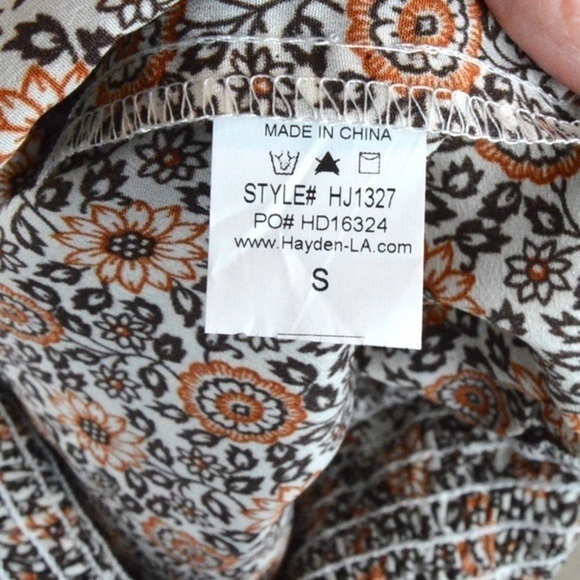 MADE IN CHINA
STYLE# HJ1327
PO# HD16324
www.Hayden-LA.com
S